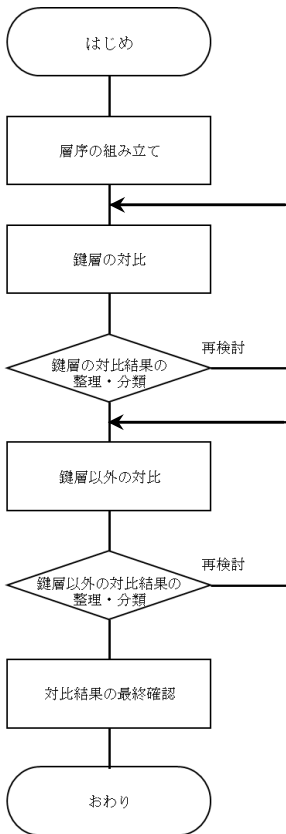 はじめ
層序の組み立て
鍵層の対比
鍵層の対比結果の
整理・分類
再検討
鍵層以外の対比
鍵層以外の対比結果の
整理・分類
再検討
対比結果の最終確認
おわり